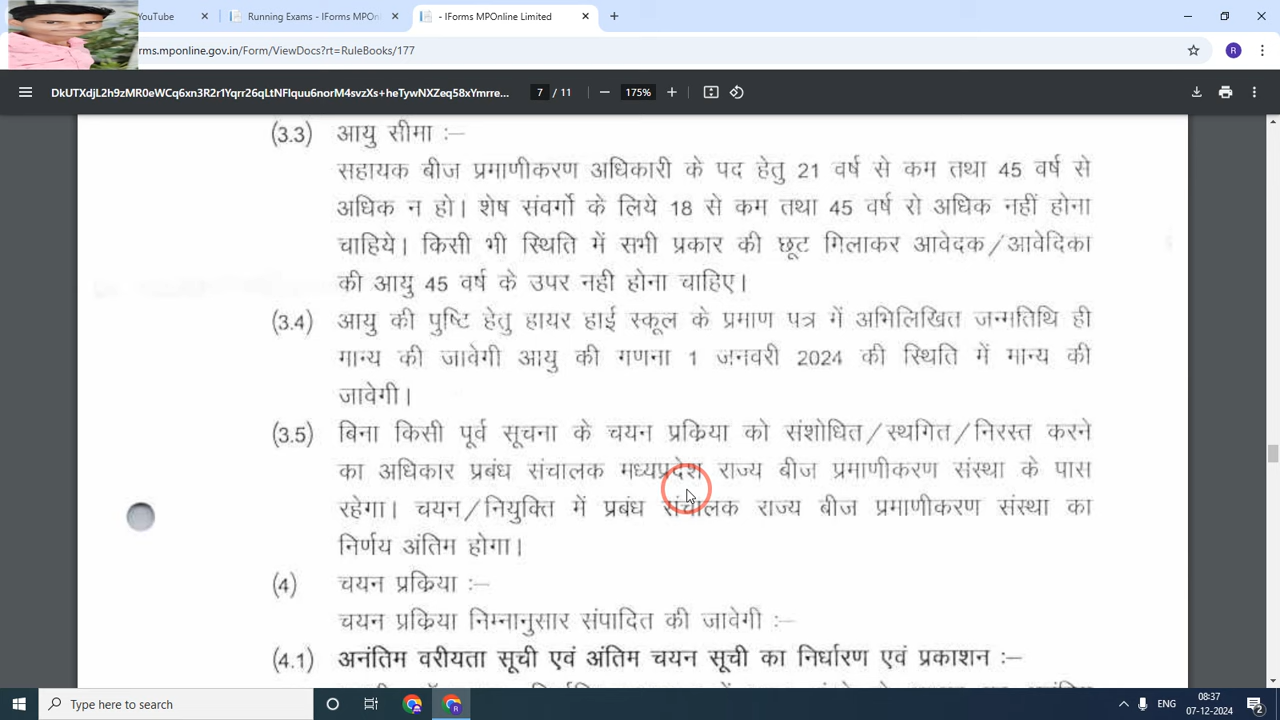 YouTube
Running Exams - IForms MPOn
- IForms MPOnline Limited
rms.mponline.gov.in/Form/ViewDocs?rt=RuleBooks/177
R
DkUTXdjL2h9zMR0eWCq6xn3R2r1Yqrr26qLtNFlquu6norM4svzXs+heTywNXZeq58xYmrre...
7 / 11
175%
(3.3) आयु सीमा :–
सहायक बीज प्रमाणीकरण अधिकारी के पद हेतु 21 वर्ष से कम तथा 45 वर्ष से
अधिक न हो। शेष संवर्गो के लिये 18 से कम तथा 45 वर्ष रो अधिक नहीं होना
चाहिये। किसी भी स्थिति में सभी प्रकार की छूट गिलाकर आवेदक/आवेदिका
की आयु 45 वर्ष के उपर नही होना चाहिए।
(3.4) आयु की पुष्टि हेतु हायर हाई स्कूल के प्रमाण पत्र में अभिलिखित जन्मतिथि ही
मान्य की जावेगी आयु की गणना 1 जनवरी 2024 की स्थिति में मान्य की
जावेगी।
(3.5) बिना किसी पूर्व सूचना के चयन प्रक्रिया को संशोधित/स्थगित/निरस्त करने
का अधिकार प्रबंध संचालक मध्यप्रदेश राज्य बीज प्रमाणीकरण संस्था के पास
रहेगा। चयन/नियुक्ति में प्रबंध संचालक राज्य बीज प्रमाणीकरण संस्था का
निर्णय अंतिम होगा।
(4) चयन प्रक्रिया :–
चयन प्रक्रिया निम्नानुसार संपादित की जावेगी :–
(4.1) अनंतिम वरीयता सूची एवं अंतिम चयन सूची का निर्धारण एवं प्रकाशन :–
Type here to search
ENG
08:37
07-12-2024
2